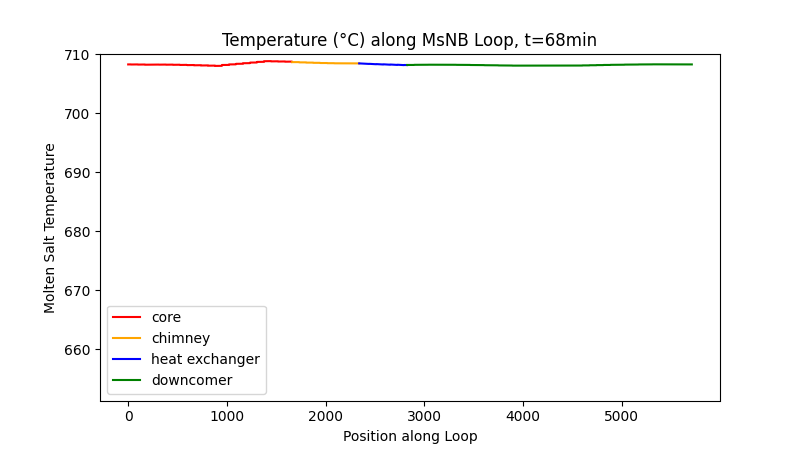 Temperature (°C) along MsNB Loop, t=68min
Molten Salt Temperature
710
700
690
680
670
660
core
chimney
heat exchanger
downcomer
0 1000 2000 3000 4000 5000
Position along Loop